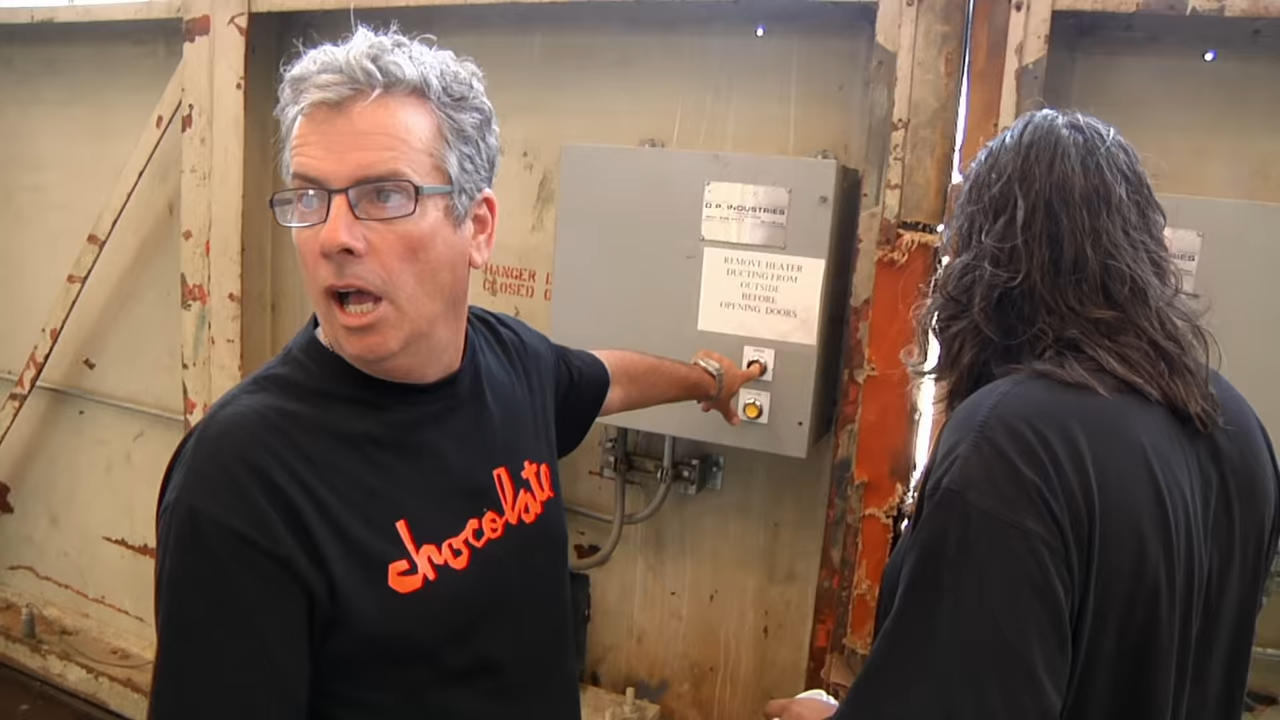 HANGER
CLOSED
O.P. INDUSTRIES
REMOVE HEATER
DUCTING FROM
OUTSIDE
BEFORE
OPENING DOORS
chocolate